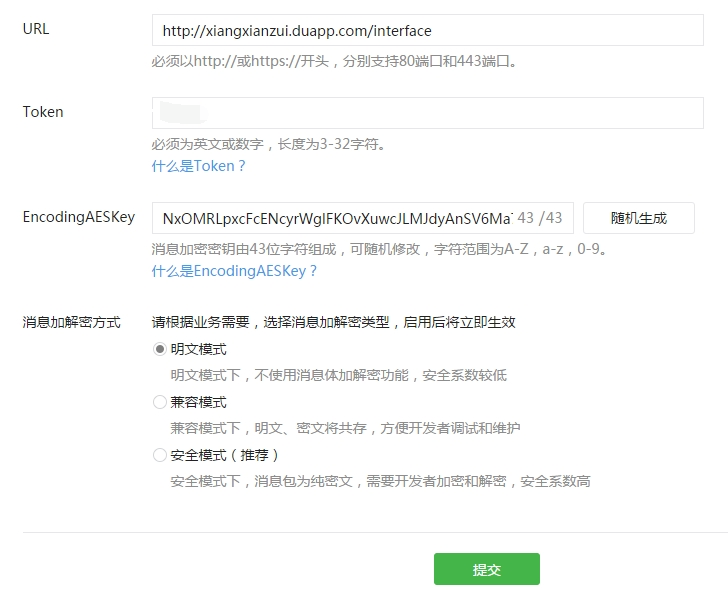 URL
http://xiangxianzui.duapp.com/interface
必须以http://或https://开头，分别支持80端口和443端口。
Token
必须为英文或数字，长度为3-32字符。
什么是Token？
EncodingAESKey
NxOMRLpxcFcENcyrWgIFKOvXuwcJLMJdyAnSV6Ma 43 /43
随机生成
消息加密密钥由43位字符组成，可随机修改，字符范围为A-Z，a-z，0-9。
什么是EncodingAESKey？
消息加解密方式
请根据业务需要，选择消息加解密类型，启用后将立即生效
明文模式
明文模式下，不使用消息体加解密功能，安全系数较低
兼容模式
兼容模式下，明文、密文将共存，方便开发者调试和维护
安全模式（推荐）
安全模式下，消息包为纯密文，需要开发者加密和解密，安全系数高
提交